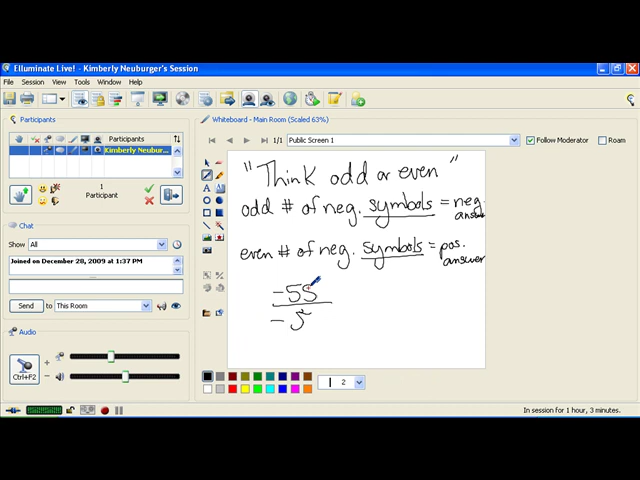 Elluminate Live! - Kimberly Neuburger's Session
File Session View Tools Window Help
Participants
Participants
Kimberly Neubur...
1
Participant
Chat
Show All
Joined on December 28, 2009 at 1:37 PM
Send to This Room
Audio
Ctrl+F2
Whiteboard - Main Room (Scaled 63%)
1/1 Public Screen 1 Follow Moderator Roam
"Think odd or even"
odd # of neg. symbols = neg.
answer
even # of neg. symbols = pos.
answer
-55
-5
2
In session for 1 hour, 3 minutes.